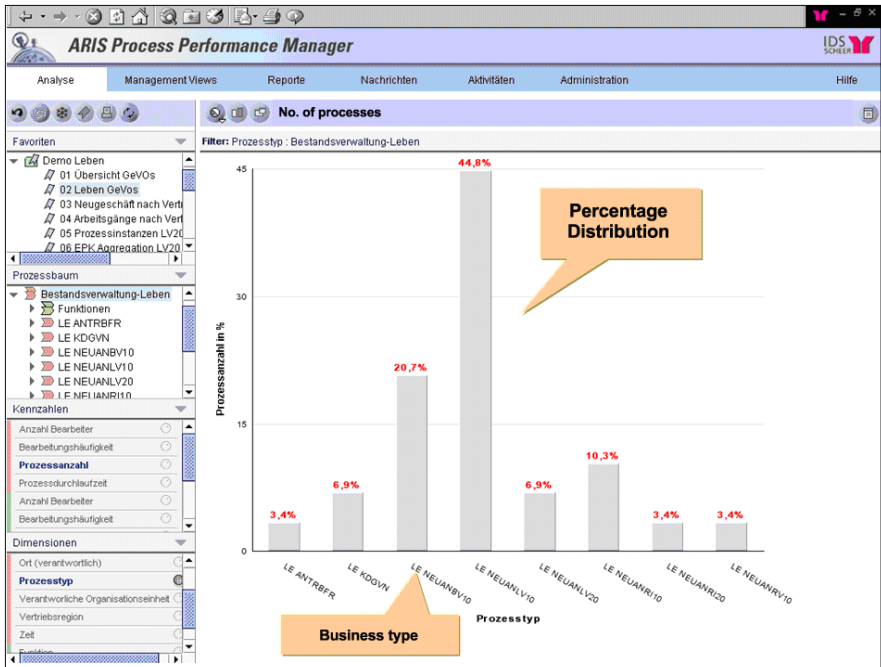 ARIS Process Performance Manager
IDS
SCHEER
Analyse Management Views Reporte Nachrichten Aktivitäten Administration Hilfe
No. of processes
Favoriten
Filter: Prozesstyp : Bestandsverwaltung-Leben
Demo Leben
01 Übersicht GeVOs
02 Leben GeVos
03 Neugeschäft nach Vertr
04 Arbeitsgänge nach Vert
05 Prozessinstanzen LV20
06 EPK Aggregation LV20
Prozessbaum
Bestandsverwaltung-Leben
Funktionen
LE ANTRBFR
LE KDGVN
LE NEUANBV10
LE NEUANLV10
LE NEUANLV20
LE NEUANRI10
Kennzahlen
Anzahl Bearbeiter
Bearbeitungshäufigkeit
Prozessanzahl
Prozessdurchlaufzeit
Anzahl Bearbeiter
Bearbeitungshäufigkeit
Dimensionen
Ort (verantwortlich)
Prozesstyp
Verantworliche Organisationseinheit
Vertriebsregion
Zeit
Funktion
Prozessanzahl in %
45
30
15
0
3,4%
6,9%
20,7%
44,8%
6,9%
10,3%
3,4%
3,4%
Percentage
Distribution
LE ANTRBFR
LE KDGVN
LE NEUANBV10
LE NEUANLV10
LE NEUANLV20
LE NEUANRI10
LE NEUANRI20
LE NEUANRV10
Prozesstyp
Business type